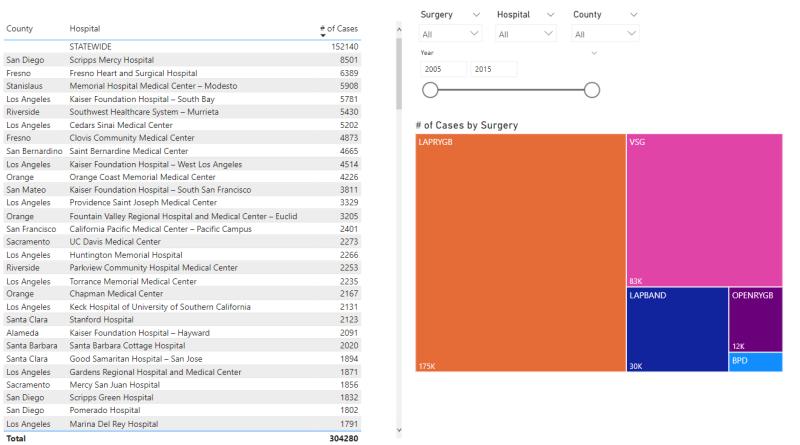 County Hospital # of Cases
STATEWIDE 152140
San Diego Scripps Mercy Hospital 8501
Fresno Fresno Heart and Surgical Hospital 6389
Stanislaus Memorial Hospital Medical Center – Modesto 5908
Los Angeles Kaiser Foundation Hospital – South Bay 5781
Riverside Southwest Healthcare System – Murrieta 5430
Los Angeles Cedars Sinai Medical Center 5202
Fresno Clovis Community Medical Center 4873
San Bernardino Saint Bernardine Medical Center 4665
Los Angeles Kaiser Foundation Hospital – West Los Angeles 4514
Orange Orange Coast Memorial Medical Center 4226
San Mateo Kaiser Foundation Hospital – South San Francisco 3811
Los Angeles Providence Saint Joseph Medical Center 3329
Orange Fountain Valley Regional Hospital and Medical Center – Euclid 3205
San Francisco California Pacific Medical Center – Pacific Campus 2401
Sacramento UC Davis Medical Center 2273
Los Angeles Huntington Memorial Hospital 2266
Riverside Parkview Community Hospital Medical Center 2253
Los Angeles Torrance Memorial Medical Center 2235
Orange Chapman Medical Center 2167
Los Angeles Keck Hospital of University of Southern California 2131
Santa Clara Stanford Hospital 2123
Alameda Kaiser Foundation Hospital – Hayward 2091
Santa Barbara Santa Barbara Cottage Hospital 2020
Santa Clara Good Samaritan Hospital – San Jose 1894
Los Angeles Gardens Regional Hospital and Medical Center 1871
Sacramento Mercy San Juan Hospital 1856
San Diego Scripps Green Hospital 1832
San Diego Pomerado Hospital 1802
Los Angeles Marina Del Rey Hospital 1791
Total 304280
Surgery Hospital County
All All All
Year
2005 2015
# of Cases by Surgery
LAPRYGB VSG
83K
LAPBAND OPENRYGB
12K
BPD
175K 30K